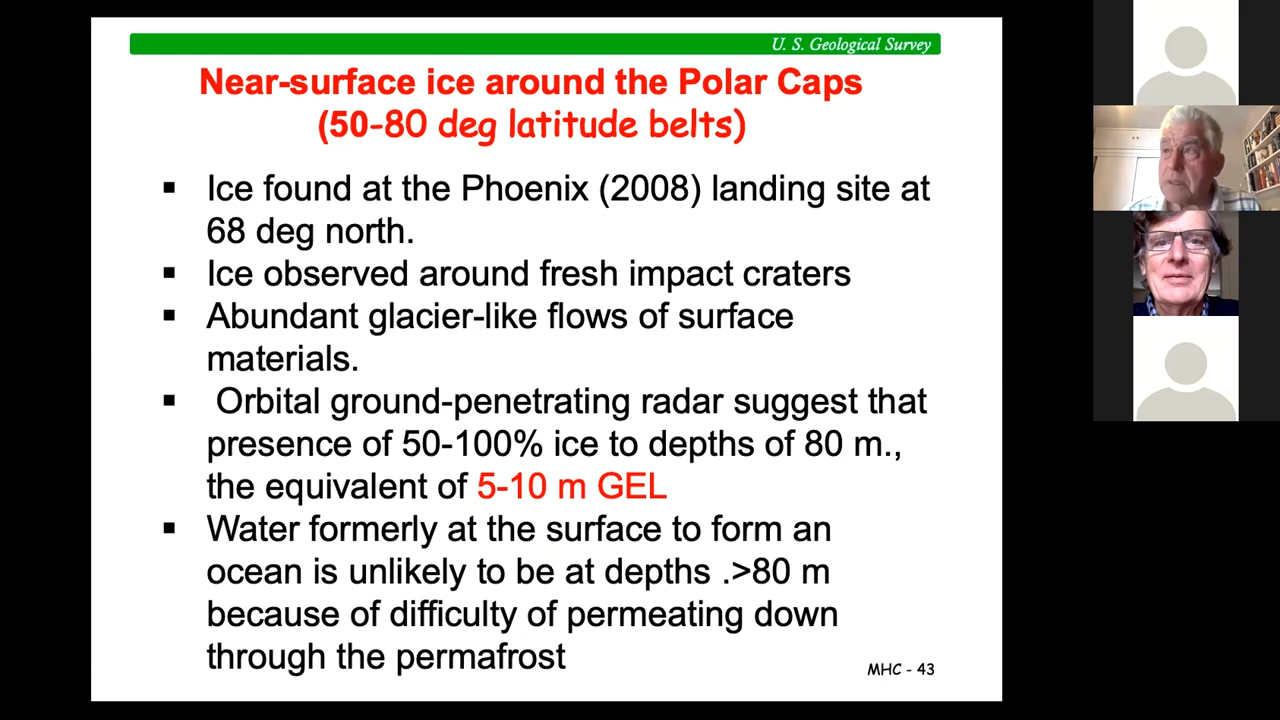 U. S. Geological Survey
Near-surface ice around the Polar Caps
(50-80 deg latitude belts)
▪ Ice found at the Phoenix (2008) landing site at
68 deg north.
▪ Ice observed around fresh impact craters
▪ Abundant glacier-like flows of surface
materials.
▪ Orbital ground-penetrating radar suggest that
presence of 50-100% ice to depths of 80 m.,
the equivalent of 5-10 m GEL
▪ Water formerly at the surface to form an
ocean is unlikely to be at depths .>80 m
because of difficulty of permeating down
through the permafrost
MHC - 43